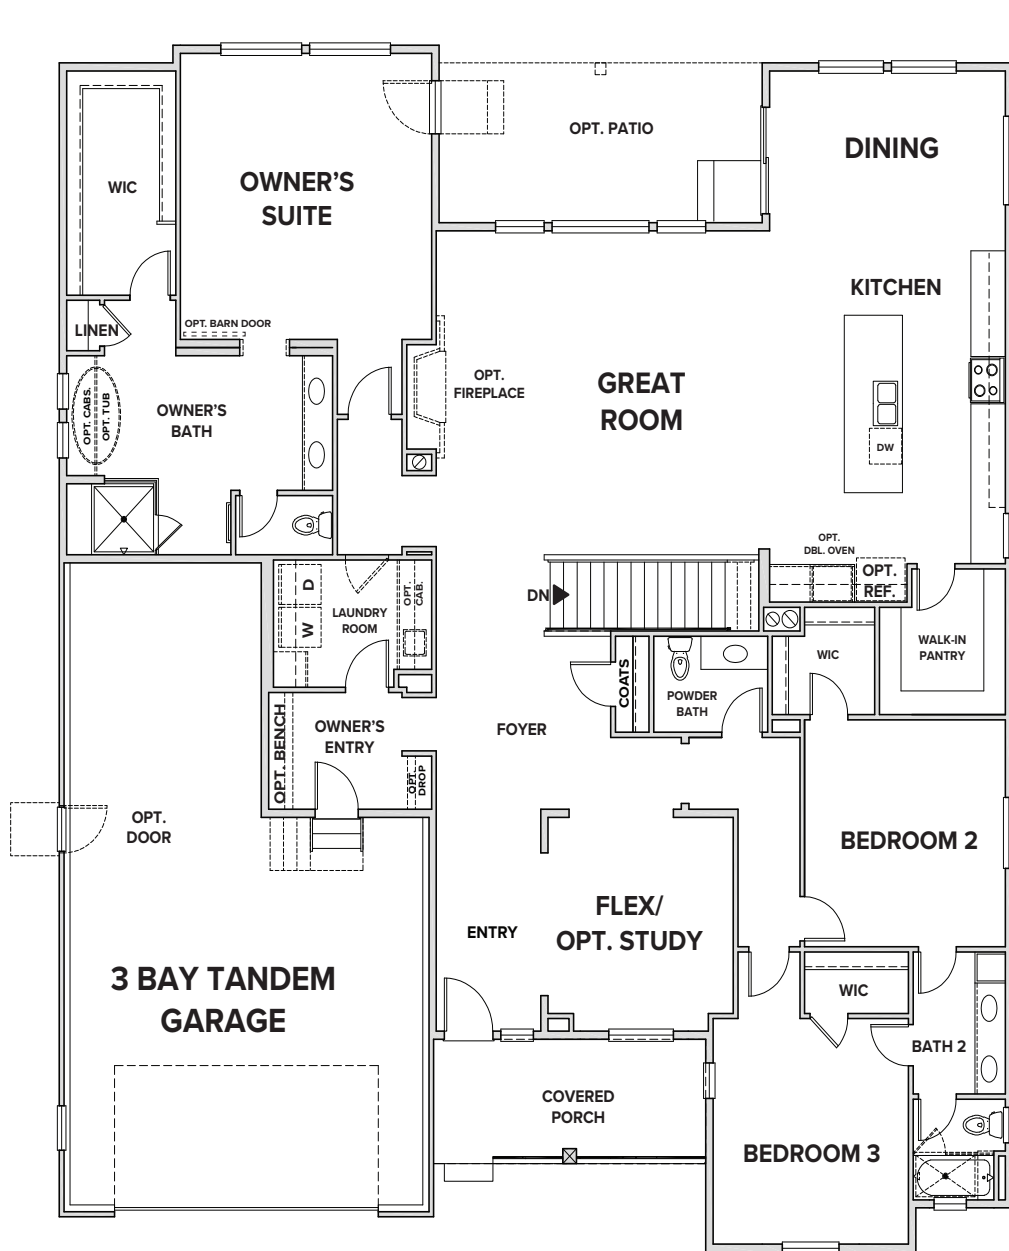 OPT. PATIO
DINING
WIC
OWNER'S
SUITE
KITCHEN
OPT. BARN DOOR
LINEN
OPT.
FIREPLACE
GREAT
ROOM
OPT. CABS.
OPT. TUB
OWNER'S
BATH
DW
OPT.
DBL. OVEN
OPT.
REF.
D
W
LAUNDRY
ROOM
OPT.
CAB.
DN
WALK-IN
PANTRY
WIC
COATS
POWDER
BATH
OPT. BENCH
OWNER'S
ENTRY
OPT.
DROP
FOYER
OPT.
DOOR
BEDROOM 2
FLEX/
OPT. STUDY
ENTRY
3 BAY TANDEM
GARAGE
WIC
BATH 2
COVERED
PORCH
BEDROOM 3